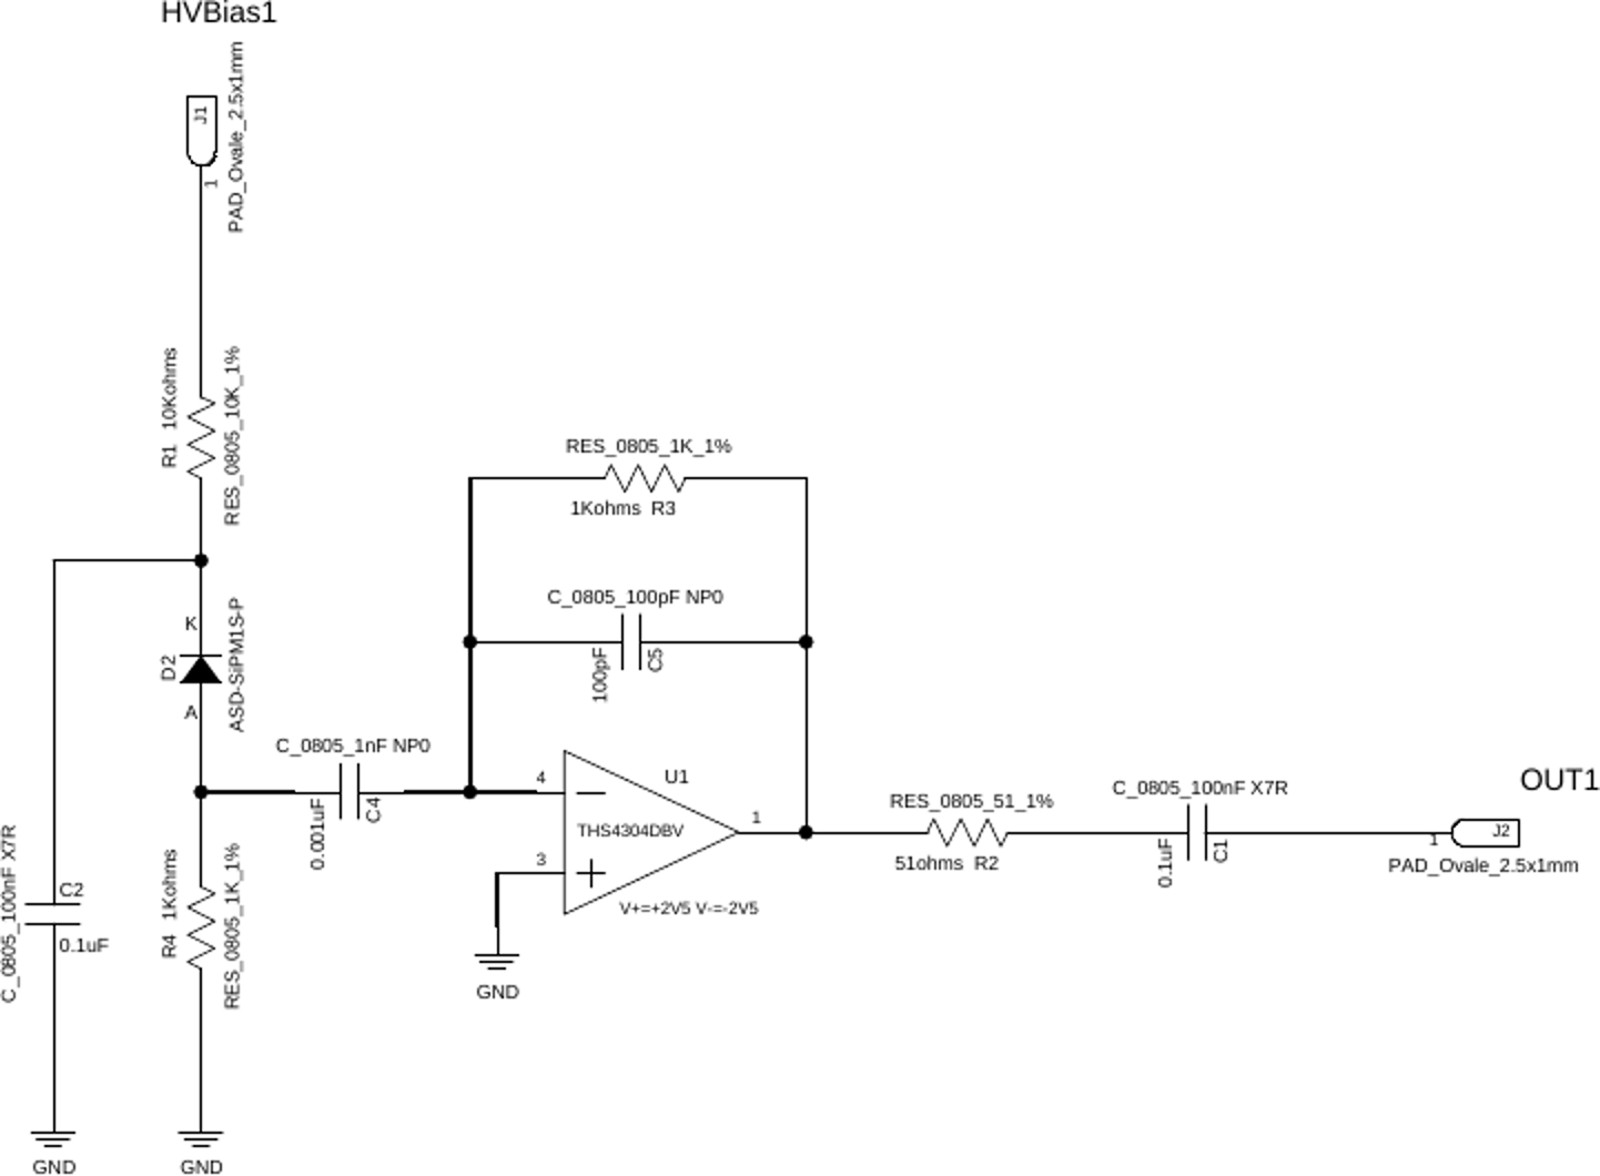 HVBias1
J1
1
PAD_Ovale_2.5x1mm
R1 10Kohms
RES_0805_10K_1%
RES_0805_1K_1%
1Kohms R3
C_0805_100pF NP0
100pF
C5
K
D2
A
ASD-SiPM1S-P
C_0805_1nF NP0
0.001uF
C4
4
U1
THS4304DBV
1
3
V+=+2V5 V-=-2V5
GND
RES_0805_51_1%
51ohms R2
C_0805_100nF X7R
0.1uF
C1
OUT1
J2
1
PAD_Ovale_2.5x1mm
C_0805_100nF X7R
C2
0.1uF
R4 1Kohms
RES_0805_1K_1%
GND
GND